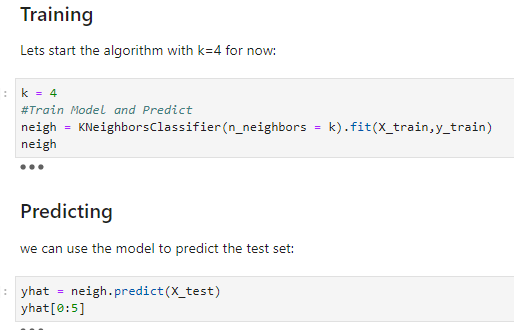 Training
Lets start the algorithm with k=4 for now:
: k = 4
#Train Model and Predict
neigh = KNeighborsClassifier(n_neighbors = k).fit(X_train,y_train)
neigh
•••
Predicting
we can use the model to predict the test set:
: yhat = neigh.predict(X_test)
yhat[0:5]
•••